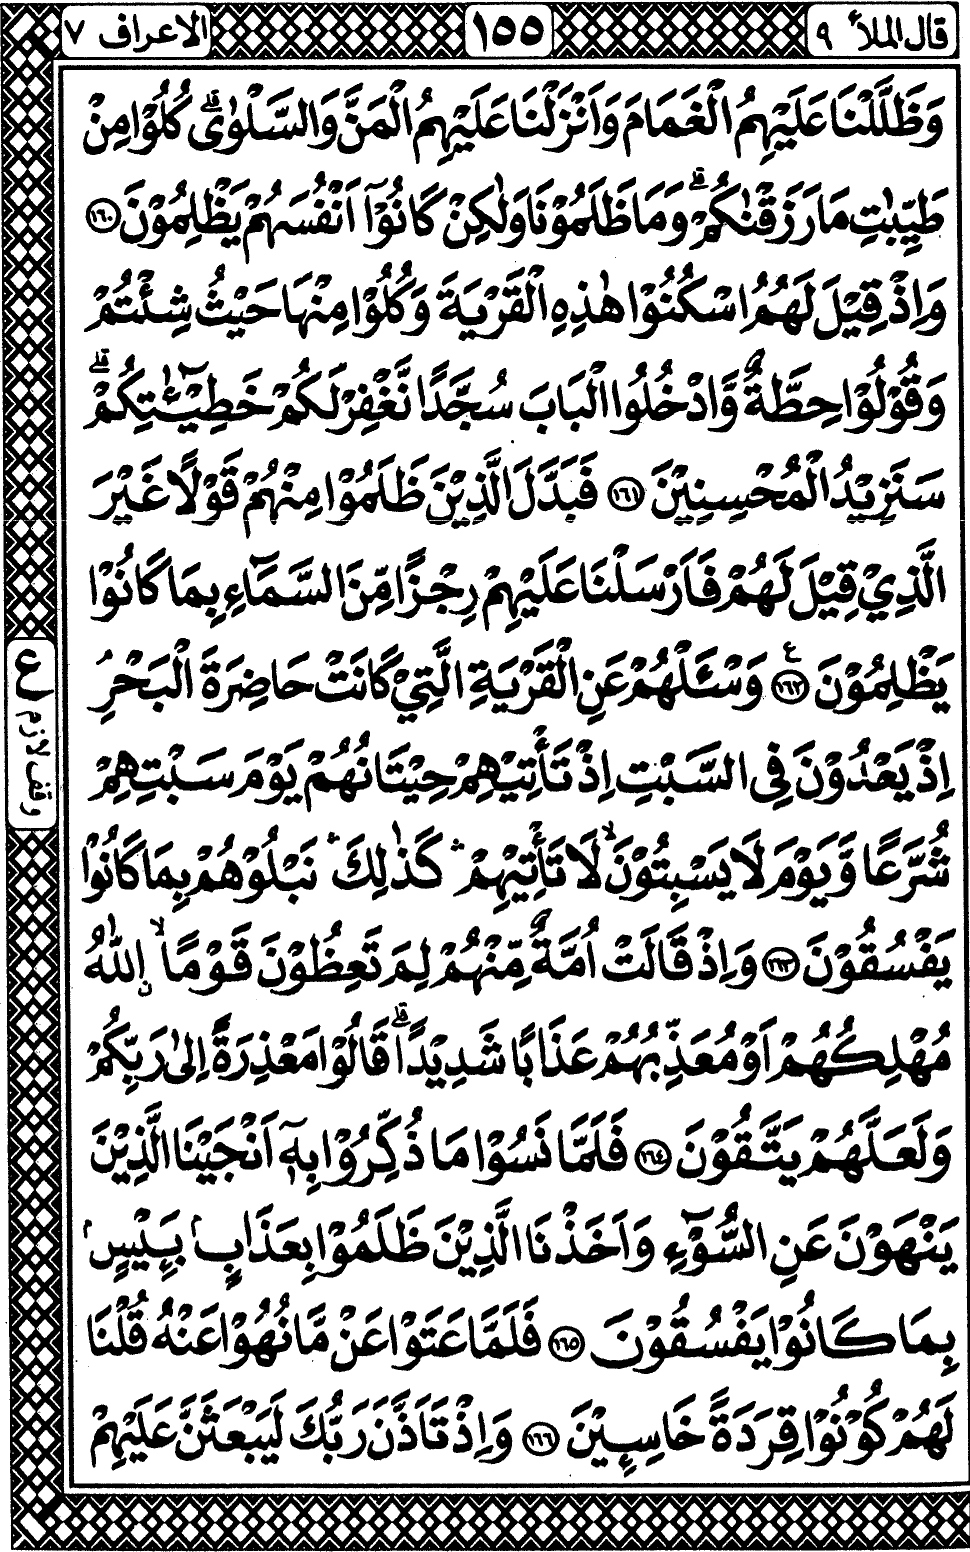 قال الملأ ٩
١٥٥
الاعراف ٧
وَظَلَّلْنَا عَلَيْهِمُ الْغَمَامَ وَاَنْزَلْنَا عَلَيْهِمُ الْمَنَّ وَالسَّلْوٰىؕ كُلُوْا مِنْ
طَيِّبٰتِ مَا رَزَقْنٰكُمْؕ وَمَا ظَلَمُوْنَا وَلٰكِنْ كَانُوْٓا اَنْفُسَهُمْ يَظْلِمُوْنَ ﴿١٦٠﴾
وَاِذْ قِيْلَ لَهُمُ اسْكُنُوْا هٰذِهِ الْقَرْيَةَ وَكُلُوْا مِنْهَا حَيْثُ شِئْتُمْ
وَقُوْلُوْا حِطَّةٌ وَّادْخُلُوا الْبَابَ سُجَّدًا نَّغْفِرْ لَكُمْ خَطِيْٓـٰٔتِكُمْؕ
سَنَزِيْدُ الْمُحْسِنِيْنَ ﴿١٦١﴾ فَبَدَّلَ الَّذِيْنَ ظَلَمُوْا مِنْهُمْ قَوْلًا غَيْرَ
الَّذِيْ قِيْلَ لَهُمْ فَاَرْسَلْنَا عَلَيْهِمْ رِجْزًا مِّنَ السَّمَآءِ بِمَا كَانُوْا
يَظْلِمُوْنَ ﴿١٦٢﴾ ع وَسْـَٔلْهُمْ عَنِ الْقَرْيَةِ الَّتِيْ كَانَتْ حَاضِرَةَ الْبَحْرِۘ
اِذْ يَعْدُوْنَ فِى السَّبْتِ اِذْ تَاْتِيْهِمْ حِيْتَانُهُمْ يَوْمَ سَبْتِهِمْ
شُرَّعًا وَّيَوْمَ لَا يَسْبِتُوْنَۙ لَا تَاْتِيْهِمْۛ كَذٰلِكَۛ نَبْلُوْهُمْ بِمَا كَانُوْا
يَفْسُقُوْنَ ﴿١٦٣﴾ وَاِذْ قَالَتْ اُمَّةٌ مِّنْهُمْ لِمَ تَعِظُوْنَ قَوْمَاۙ ِۨاللّٰهُ
مُهْلِكُهُمْ اَوْ مُعَذِّبُهُمْ عَذَابًا شَدِيْدًاؕ قَالُوْا مَعْذِرَةً اِلٰى رَبِّكُمْ
وَلَعَلَّهُمْ يَتَّقُوْنَ ﴿١٦٤﴾ فَلَمَّا نَسُوْا مَا ذُكِّرُوْا بِهٖٓ اَنْجَيْنَا الَّذِيْنَ
يَنْهَوْنَ عَنِ السُّوْٓءِ وَاَخَذْنَا الَّذِيْنَ ظَلَمُوْا بِعَذَابٍۢ بَـِٕيْسٍۢ
بِمَا كَانُوْا يَفْسُقُوْنَ ﴿١٦٥﴾ فَلَمَّا عَتَوْا عَنْ مَّا نُهُوْا عَنْهُ قُلْنَا
لَهُمْ كُوْنُوْا قِرَدَةً خَاسِـِٕيْنَ ﴿١٦٦﴾ وَاِذْ تَاَذَّنَ رَبُّكَ لَيَبْعَثَنَّ عَلَيْهِمْ
ع
وقف لازم